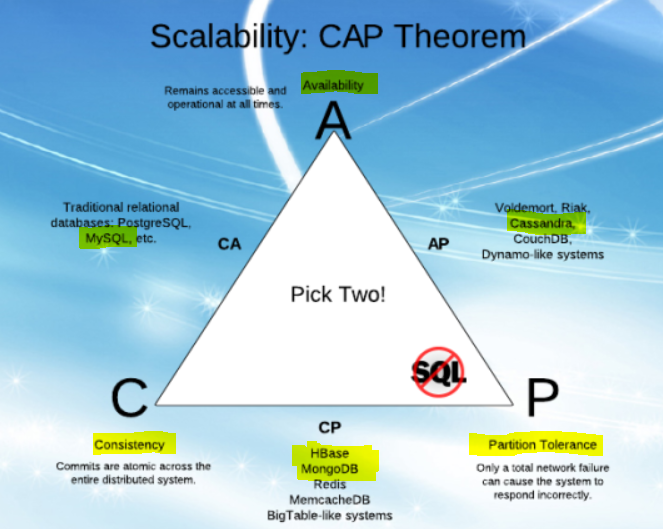 Scalability: CAP Theorem
Availability
Remains accessible and
operational at all times.
A
Traditional relational
databases: PostgreSQL,
MySQL, etc.
CA
AP
Voldemort, Riak,
Cassandra,
CouchDB,
Dynamo-like systems
Pick Two!
SQL
C
P
CP
Consistency
Commits are atomic across the
entire distributed system.
HBase
MongoDB
Redis
MemcacheDB
BigTable-like systems
Partition Tolerance
Only a total network failure
can cause the system to
respond incorrectly.